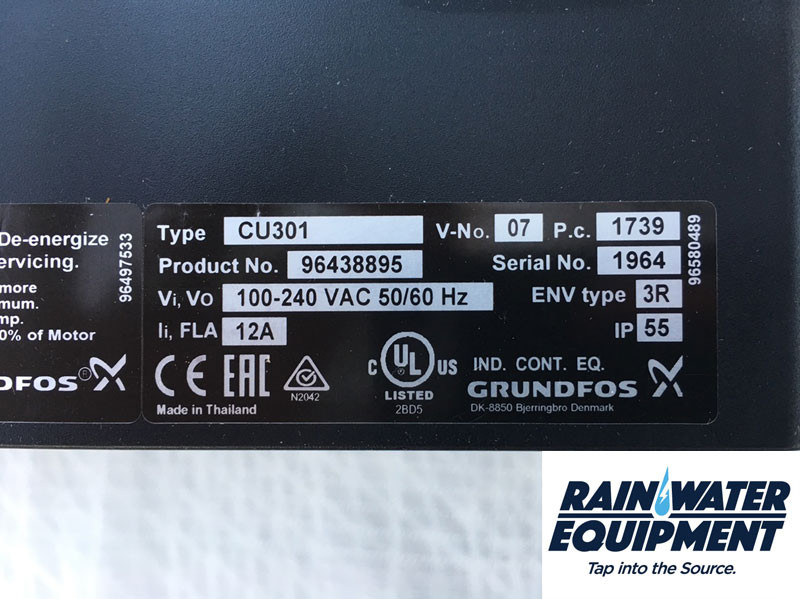 De-energize
ervicing.
more
mum.
mp.
0% of Motor
DFOS
96497533
Type CU301 V-No. 07 P.c. 1739
Product No. 96438895 Serial No. 1964
Vi, Vo 100-240 VAC 50/60 Hz ENV type 3R
Ii, FLA 12A IP 55
96580489
CE EAC N2042 c UL US LISTED 2BD5 IND. CONT. EQ.
GRUNDFOS
Made in Thailand DK-8850 Bjerringbro Denmark
RAIN WATER
EQUIPMENT
Tap into the Source.